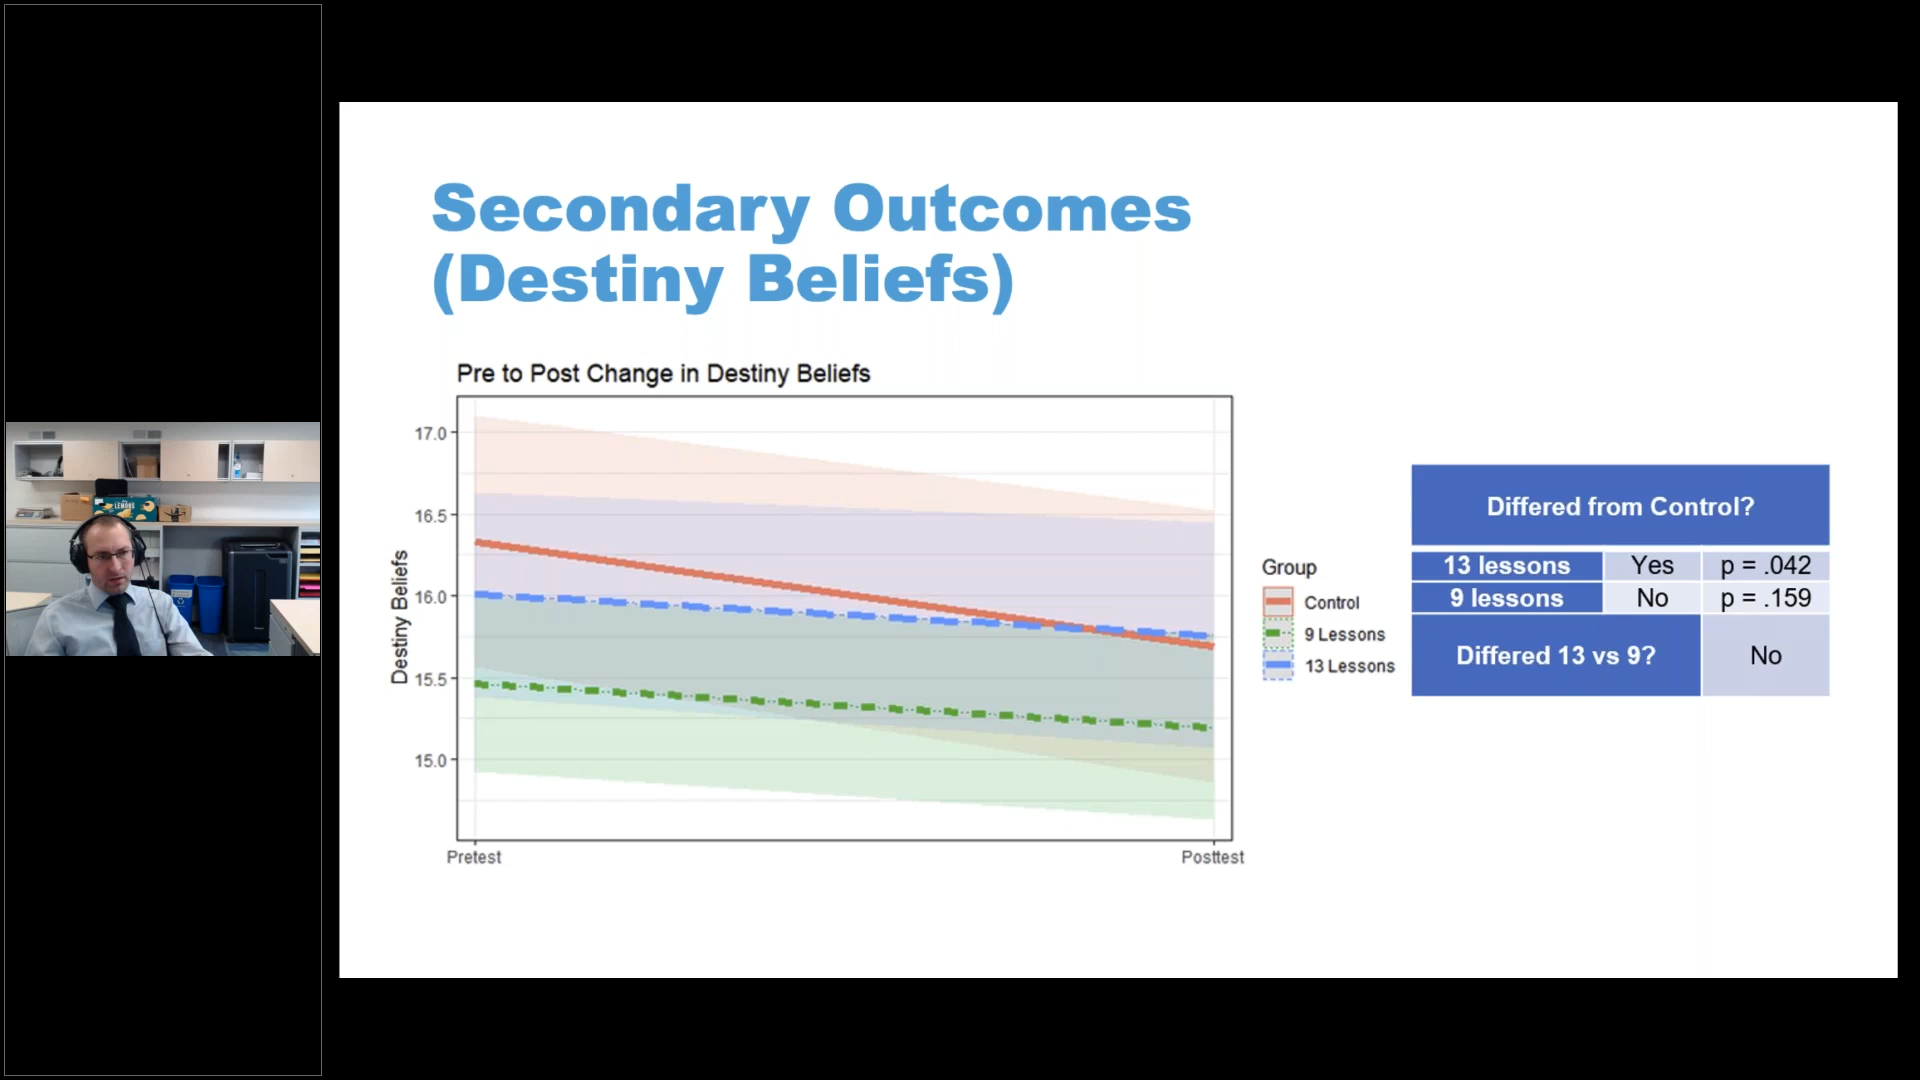 Secondary Outcomes
(Destiny Beliefs)
Pre to Post Change in Destiny Beliefs
17.0
16.5
16.0
15.5
15.0
Destiny Beliefs
Pretest
Posttest
Group
Control
9 Lessons
13 Lessons
Differed from Control?
13 lessons Yes p = .042
9 lessons No p = .159
Differed 13 vs 9? No
LEMONS